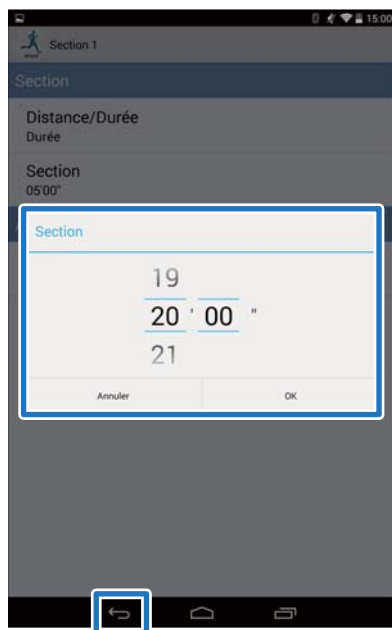 15:00
Section 1
Section
Distance/Durée
Durée
Section
05'00"
Section
19
20 ' 00 "
21
Annuler
OK